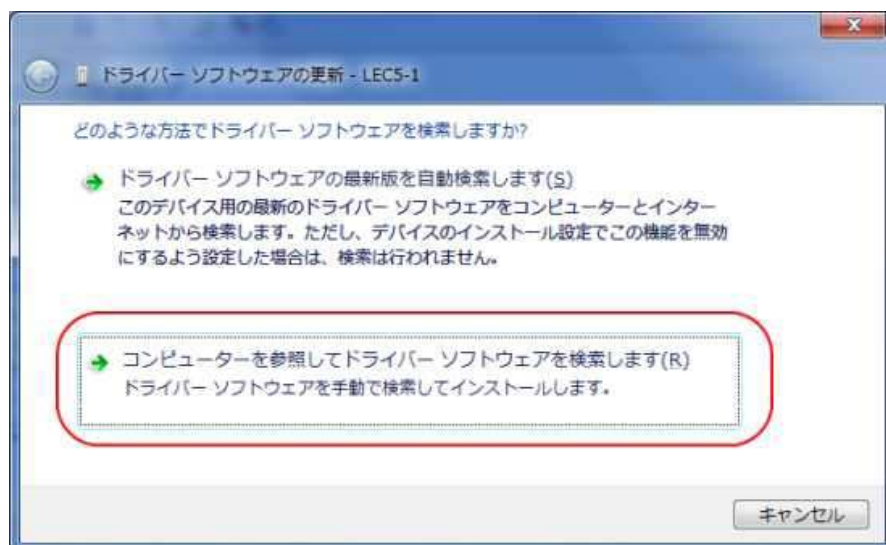 ドライバー ソフトウェアの更新 - LEC5-1
どのような方法でドライバー ソフトウェアを検索しますか?
ドライバー ソフトウェアの最新版を自動検索します(S)
このデバイス用の最新のドライバー ソフトウェアをコンピューターとインター
ネットから検索します。ただし、デバイスのインストール設定でこの機能を無効
にするよう設定した場合は、検索は行われません。
コンピューターを参照してドライバー ソフトウェアを検索します(R)
ドライバー ソフトウェアを手動で検索してインストールします。
キャンセル